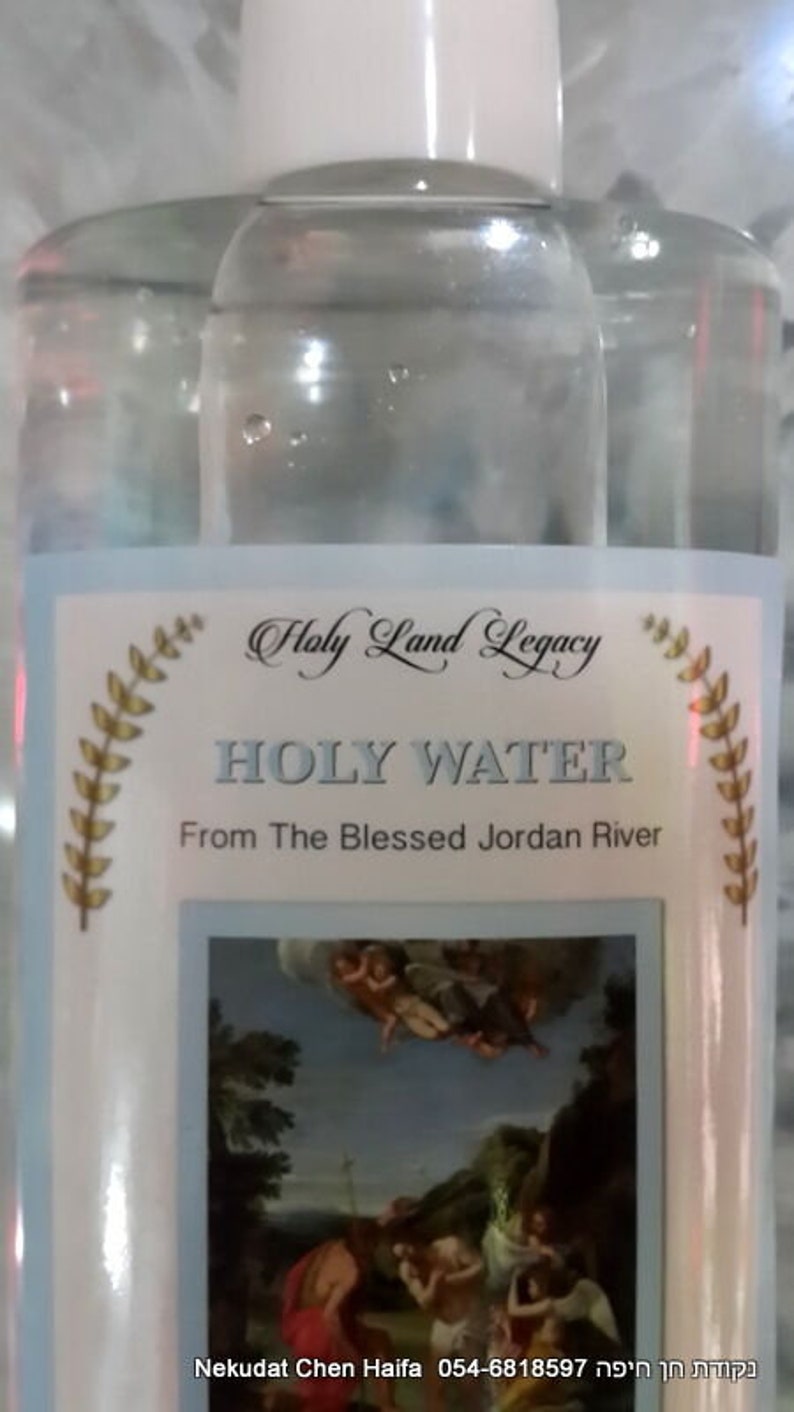 Holy Land Legacy
HOLY WATER
From The Blessed Jordan River
Nekudat Chen Haifa 054-6818597 נקודת חן חיפה